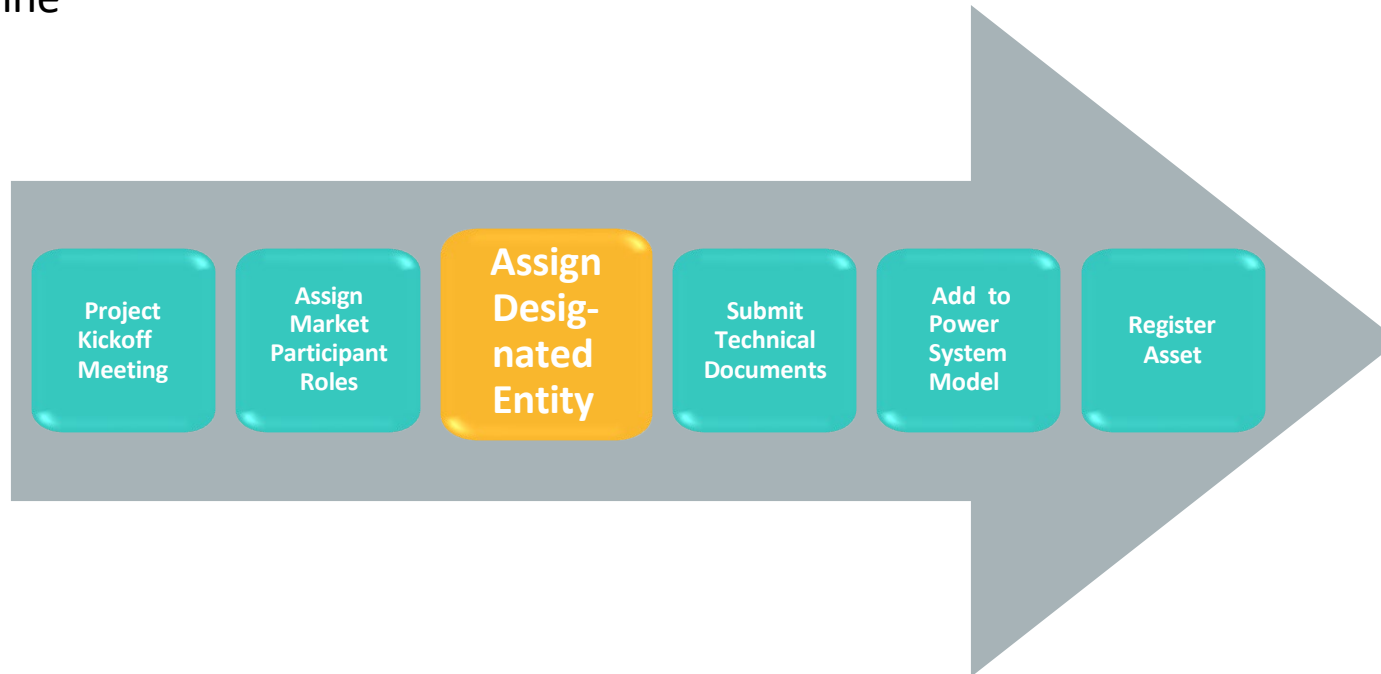 Project
Kickoff
Meeting
Assign
Market
Participant
Roles
Assign
Desig-
nated
Entity
Submit
Technical
Documents
Add to
Power
System
Model
Register
Asset